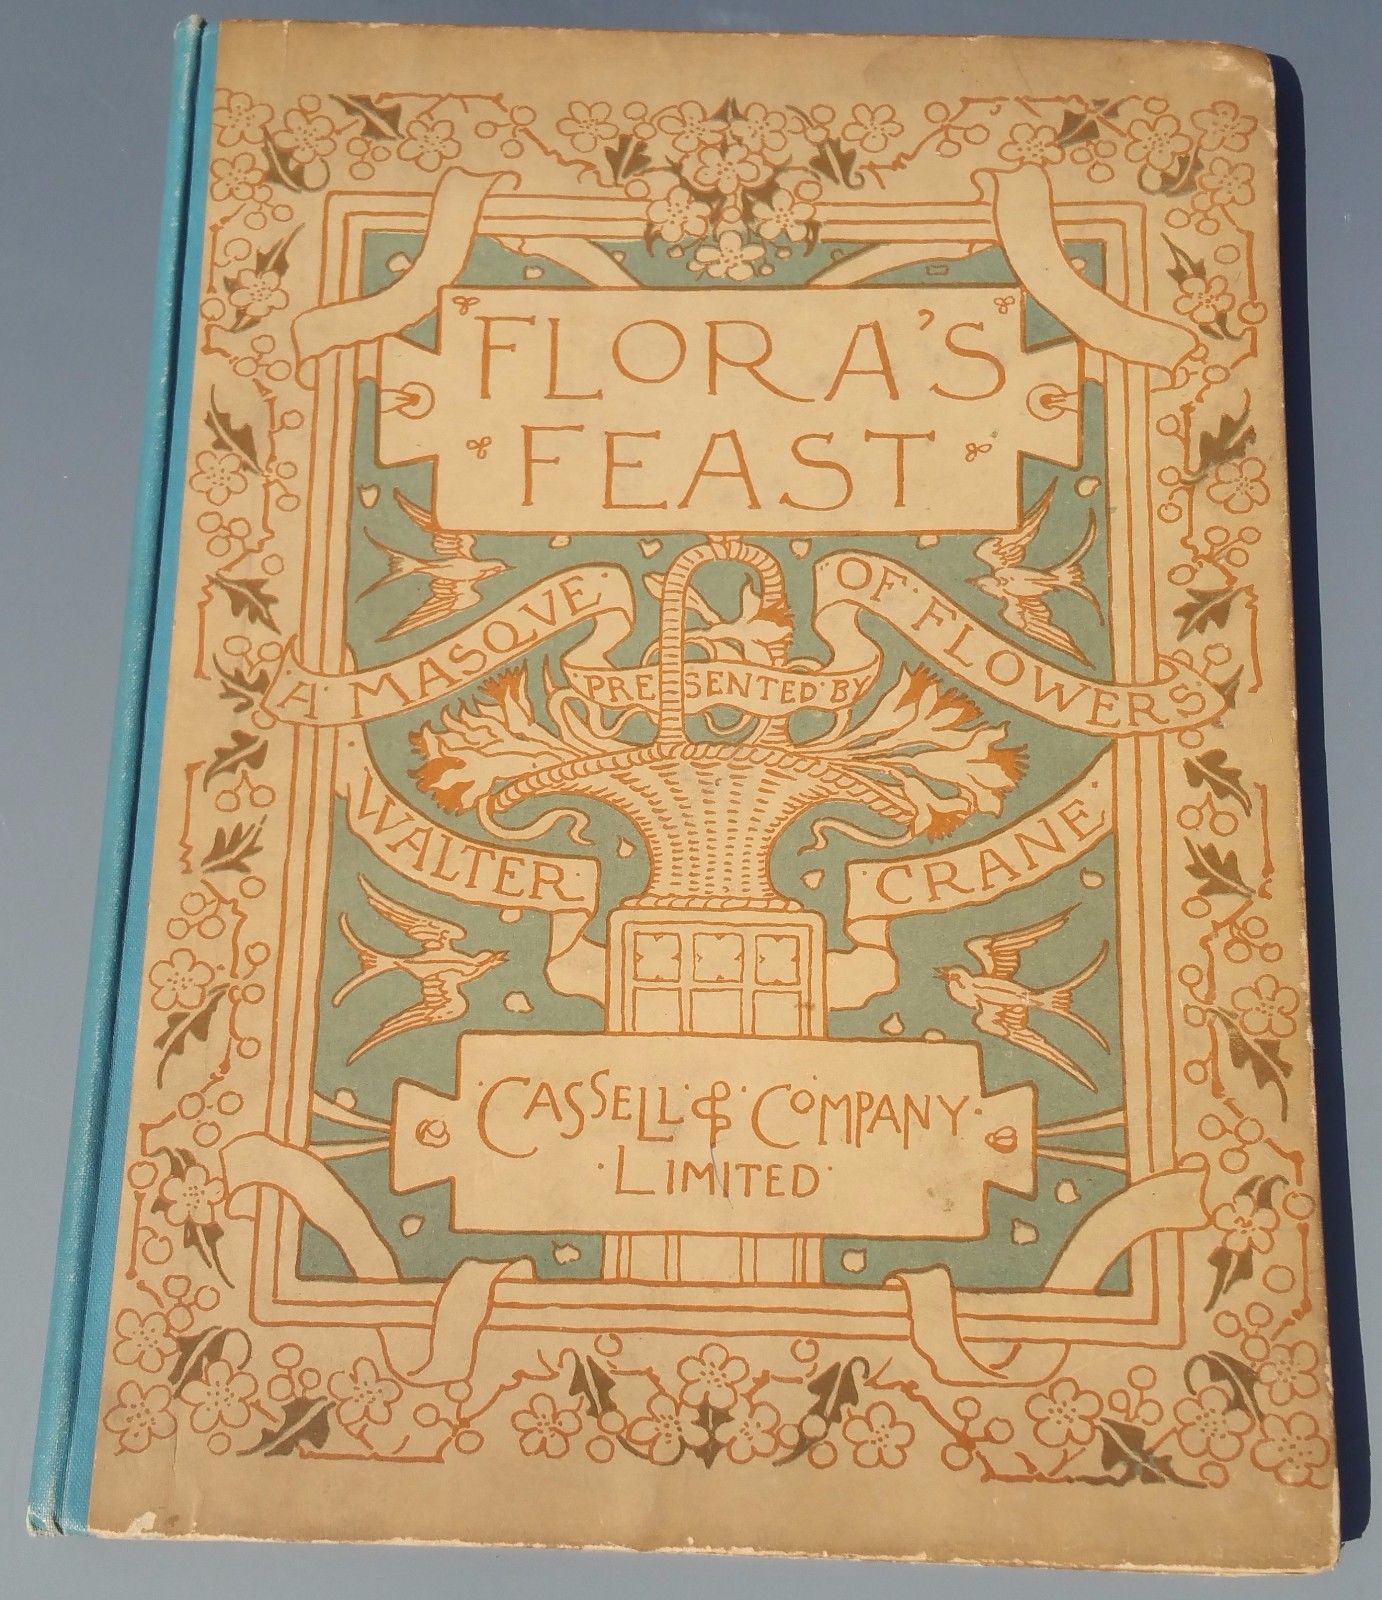 FLORA'S
FEAST
·A·MASQVE· OF·FLOWERS·
·PRESENTED·BY·
·WALTER· ·CRANE·
·CASSELL·&·COMPANY·
·LIMITED·